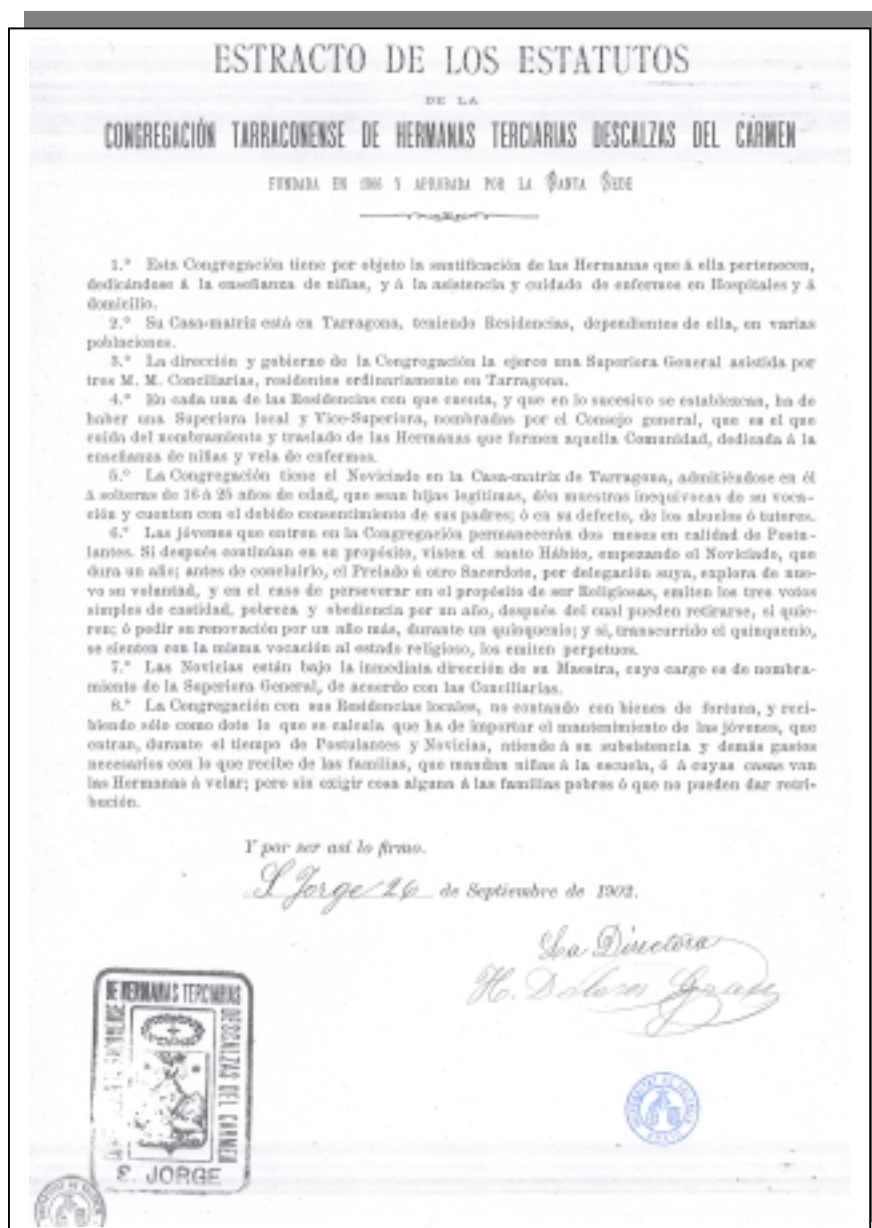 ESTRACTO DE LOS ESTATUTOS
DE LA
CONGREGACIÓN TARRACONENSE DE HERMANAS TERCIARIAS DESCALZAS DEL CARMEN
FUNDADA EN Y APROBADA POR LA SANTA SEDE
1.º Esta Congregación tiene por objeto la santificación de las Hermanas que á ella pertenecen,
dedicándose á la enseñanza de niñas, y á la asistencia y cuidado de enfermos en Hospitales y á
domicilio.
2.º Su Casa-matriz está en Tarragona, teniendo Residencias, dependientes de ella, en varias
poblaciones.
3.º La dirección y gobierno de la Congregación la ejerce una Superiora General asistida por
tres M. M. Conciliarias, residentes ordinariamente en Tarragona.
4.º En cada una de las Residencias con que cuenta, y que en lo sucesivo se establezcan, ha de
haber una Superiora local y Vice-Superiora, nombradas por el Consejo general, que es el que
cuida del nombramiento y traslado de las Hermanas que formen aquella Comunidad, dedicada á la
enseñanza de niñas y vela de enfermos.
5.º La Congregación tiene el Noviciado en la Casa-matriz de Tarragona, admitiéndose en él
á solteras de 16 á 25 años de edad, que sean hijas legítimas, dén muestras inequívocas de su voca-
ción y cuenten con el debido consentimiento de sus padres; ó en su defecto, de los abuelos ó tutores.
6.º Las jóvenes que entren en la Congregación permanecerán dos meses en calidad de Postu-
lantes. Si después continúan en su propósito, visten el santo Hábito, empezando el Noviciado, que
dura un año; antes de concluirlo, el Prelado ú otro Sacerdote, por delegación suya, explora de nue-
vo su voluntad, y en el caso de perseverar en el propósito de ser Religiosas, emiten los tres votos
simples de castidad, pobreza y obediencia por un año, después del cual pueden retirarse, si quie-
ren; ó pedir su renovación por un año más, durante un quinquenio; y si, transcurrido el quinquenio,
se sienten con la misma vocación al estado religioso, los emiten perpetuos.
7.º Las Novicias están bajo la inmediata dirección de su Maestra, cuyo cargo es de nombra-
miento de la Superiora General, de acuerdo con las Conciliarias.
8.º La Congregación con sus Residencias locales, no contando con bienes de fortuna, y reci-
biendo sólo como dote lo que se calcula que ha de importar el mantenimiento de las jóvenes, que
entran, durante el tiempo de Postulantes y Novicias, atiende á su subsistencia y demás gastos
necesarios con lo que recibe de las familias, que mandan niñas á la escuela, ó á cuyas casas van
las Hermanas á velar; pero sin exigir cosa alguna á las familias pobres ó que no pueden dar retri-
bución.
Y por ser así lo firmo.
S. Jorge 26 de Septiembre de 1902.
La Directora
H. Dolores
DE HERMANAS TERCIARIAS
DESCALZAS DEL CARMEN
S. JORGE